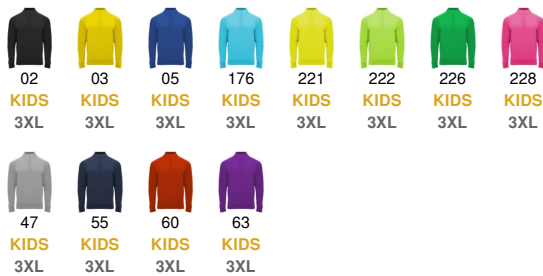 02 03 05 176 221 222 226 228
KIDS KIDS KIDS KIDS KIDS KIDS KIDS KIDS
3XL 3XL 3XL 3XL 3XL 3XL 3XL 3XL
47 55 60 63
KIDS KIDS KIDS KIDS
3XL 3XL 3XL 3XL